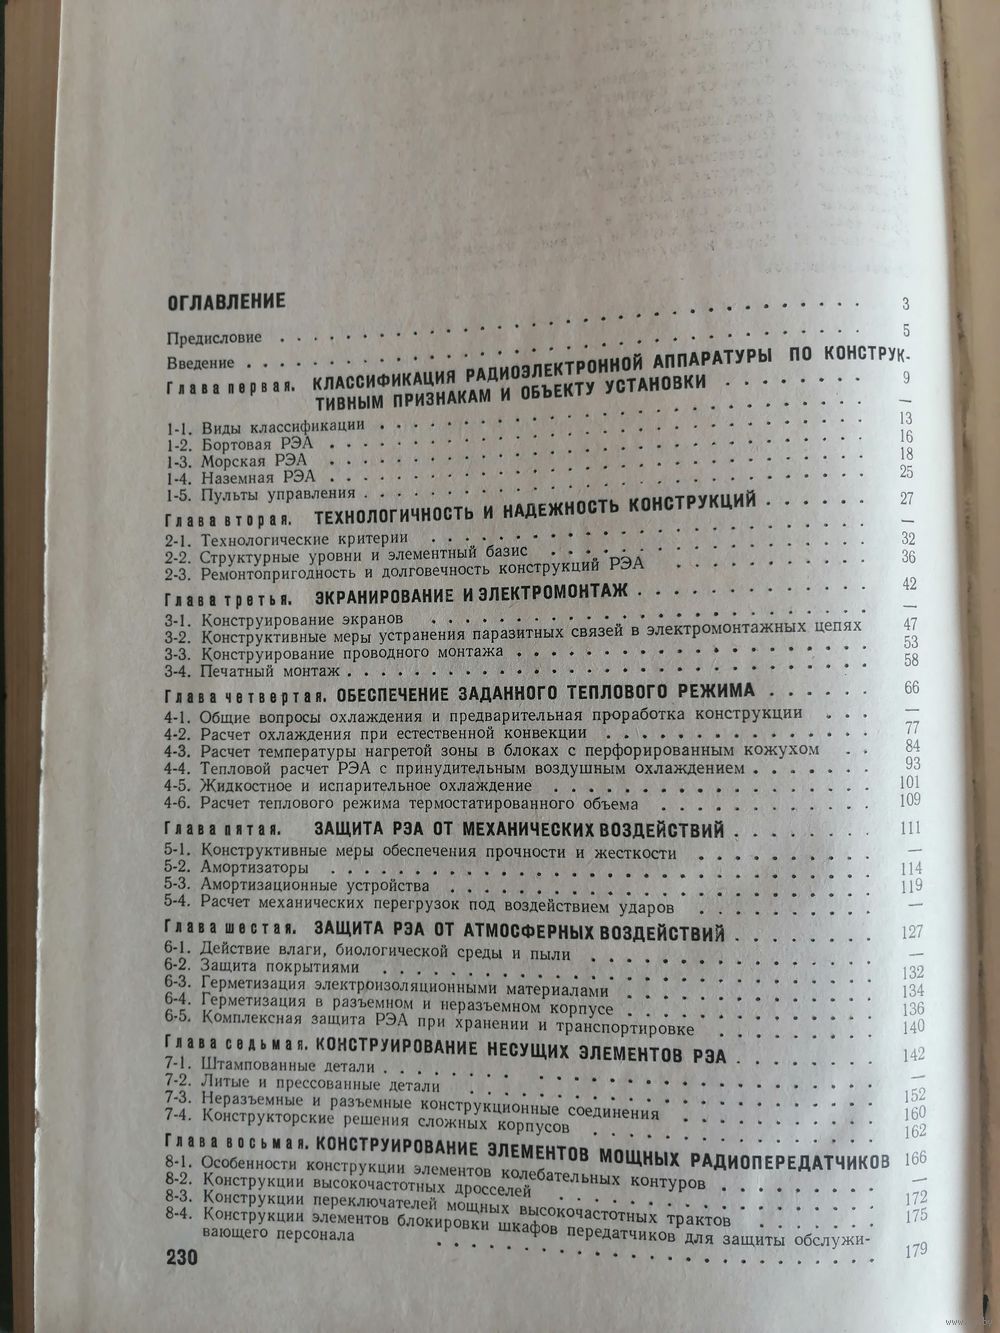 ОГЛАВЛЕНИЕ
Предисловие . . . 3
Введение . . . 5
Глава первая. КЛАССИФИКАЦИЯ РАДИОЭЛЕКТРОННОЙ АППАРАТУРЫ ПО КОНСТРУК-
ТИВНЫМ ПРИЗНАКАМ И ОБЪЕКТУ УСТАНОВКИ . . . 9
1-1. Виды классификации . . . —
1-2. Бортовая РЭА . . . 13
1-3. Морская РЭА . . . 16
1-4. Наземная РЭА . . . 18
1-5. Пульты управления . . . 25
Глава вторая. ТЕХНОЛОГИЧНОСТЬ И НАДЕЖНОСТЬ КОНСТРУКЦИЙ . . . 27
2-1. Технологические критерии . . . —
2-2. Структурные уровни и элементный базис . . . 32
2-3. Ремонтопригодность и долговечность конструкций РЭА . . . 36
Глава третья. ЭКРАНИРОВАНИЕ И ЭЛЕКТРОМОНТАЖ . . . 42
3-1. Конструирование экранов . . . —
3-2. Конструктивные меры устранения паразитных связей в электромонтажных цепях 47
3-3. Конструирование проводного монтажа . . . 53
3-4. Печатный монтаж . . . 58
Глава четвертая. ОБЕСПЕЧЕНИЕ ЗАДАННОГО ТЕПЛОВОГО РЕЖИМА . . . 66
4-1. Общие вопросы охлаждения и предварительная проработка конструкции . . . —
4-2. Расчет охлаждения при естественной конвекции . . . 77
4-3. Расчет температуры нагретой зоны в блоках с перфорированным кожухом . . 84
4-4. Тепловой расчет РЭА с принудительным воздушным охлаждением . . . 93
4-5. Жидкостное и испарительное охлаждение . . . 101
4-6. Расчет теплового режима термостатированного объема . . . 109
Глава пятая. ЗАЩИТА РЭА ОТ МЕХАНИЧЕСКИХ ВОЗДЕЙСТВИЙ . . . 111
5-1. Конструктивные меры обеспечения прочности и жесткости . . . —
5-2. Амортизаторы . . . 114
5-3. Амортизационные устройства . . . 119
5-4. Расчет механических перегрузок под воздействием ударов . . . —
Глава шестая. ЗАЩИТА РЭА ОТ АТМОСФЕРНЫХ ВОЗДЕЙСТВИЙ . . . 127
6-1. Действие влаги, биологической среды и пыли . . . —
6-2. Защита покрытиями . . . 132
6-3. Герметизация электроизоляционными материалами . . . 134
6-4. Герметизация в разъемном и неразъемном корпусе . . . 136
6-5. Комплексная защита РЭА при хранении и транспортировке . . . 140
Глава седьмая. КОНСТРУИРОВАНИЕ НЕСУЩИХ ЭЛЕМЕНТОВ РЭА . . . 142
7-1. Штампованные детали . . . —
7-2. Литые и прессованные детали . . . 152
7-3. Неразъемные и разъемные конструкционные соединения . . . 160
7-4. Конструкторские решения сложных корпусов . . . 162
Глава восьмая. КОНСТРУИРОВАНИЕ ЭЛЕМЕНТОВ МОЩНЫХ РАДИОПЕРЕДАТЧИКОВ 166
8-1. Особенности конструкции элементов колебательных контуров . . . —
8-2. Конструкции высокочастотных дросселей . . . 172
8-3. Конструкции переключателей мощных высокочастотных трактов . . . 175
8-4. Конструкции элементов блокировки шкафов передатчиков для защиты обслужи-
вающего персонала . . . 179
230